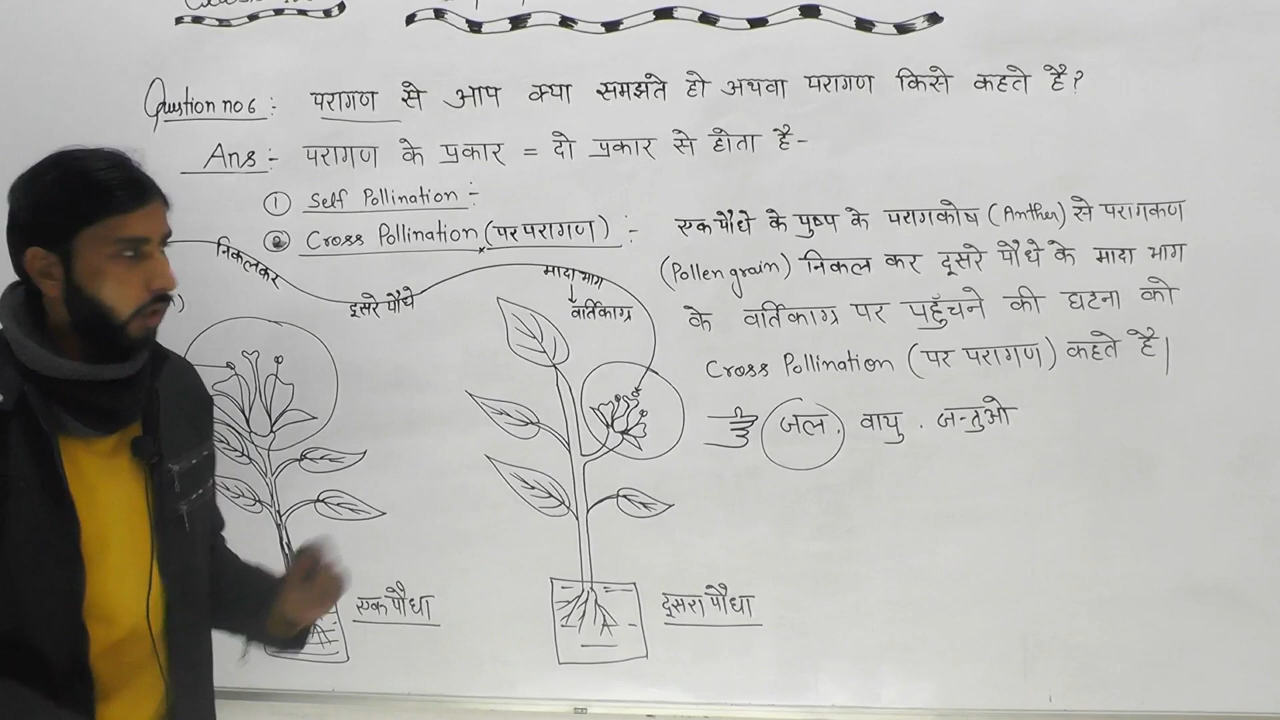 Question no 6 :- परागण से आप क्या समझते हो अथवा परागण किसे कहते है?
Ans :- परागण के प्रकार = दो प्रकार से होता है-
① Self Pollination :-
② Cross Pollination (पर परागण) :-
एक पौधे के पुष्प के परागकोष (Anther) से परागकण
(Pollen grain) निकल कर दूसरे पौधे के मादा भाग
के वर्तिकाग्र पर पहुँचने की घटना को
Cross Pollination (पर परागण) कहते है|
जल, वायु . जन्तुओ
निकलकर
दूसरे पौधे
मादा भाग
वर्तिकाग्र
एक पौधा
दूसरा पौधा